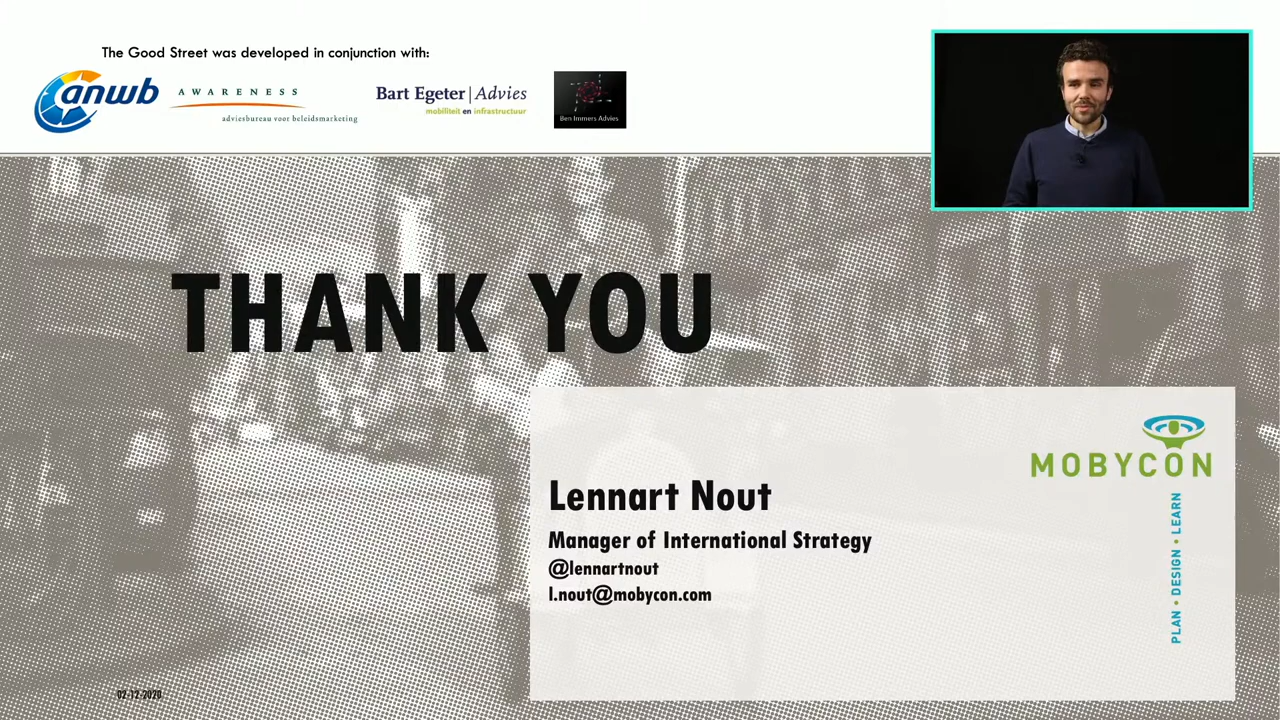 The Good Street was developed in conjunction with:
anwb
AWARENESS
adviesbureau voor beleidsmarketing
Bart Egeter|Advies
mobiliteit en infrastructuur
Ben Immers Advies
THANK YOU
MOBYCON
PLAN • DESIGN • LEARN
Lennart Nout
Manager of International Strategy
@lennartnout
l.nout@mobycon.com
02-12-2020